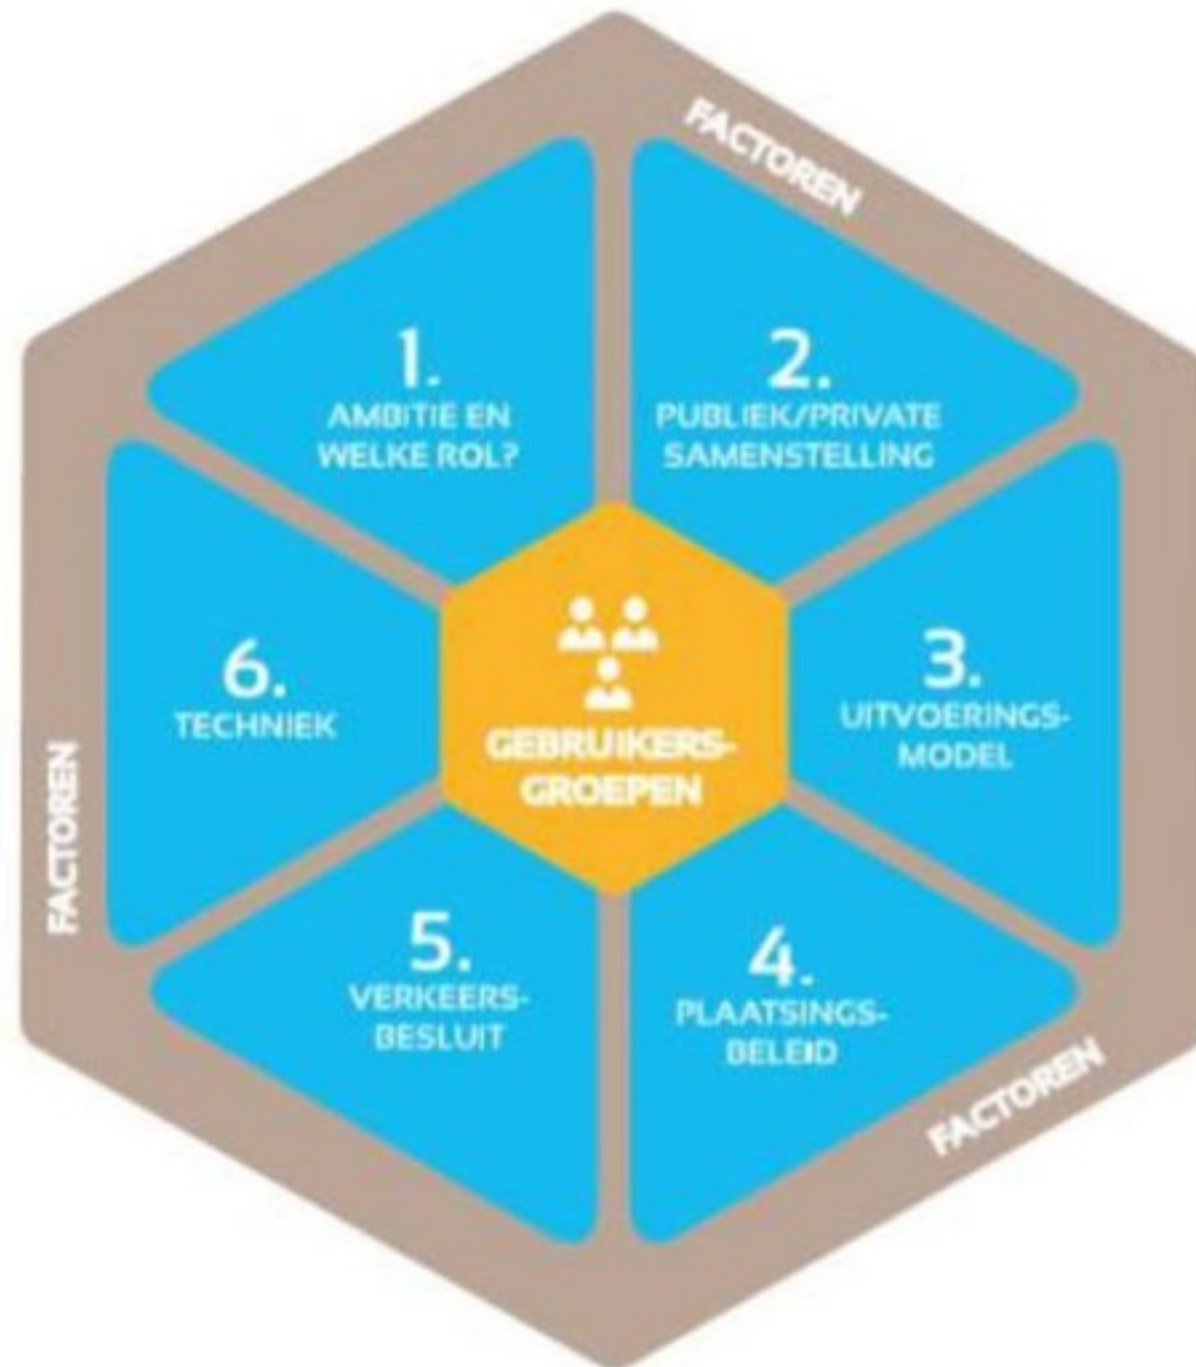 FACTOREN
1.
AMBITIE EN
WELKE ROL?
2.
PUBLIEK/PRIVATE
SAMENSTELLING
3.
UITVOERINGS-
MODEL
4.
PLAATSINGS-
BELEID
5.
VERKEERS-
BESLUIT
6.
TECHNIEK
GEBRUIKERS-
GROEPEN
FACTOREN
FACTOREN